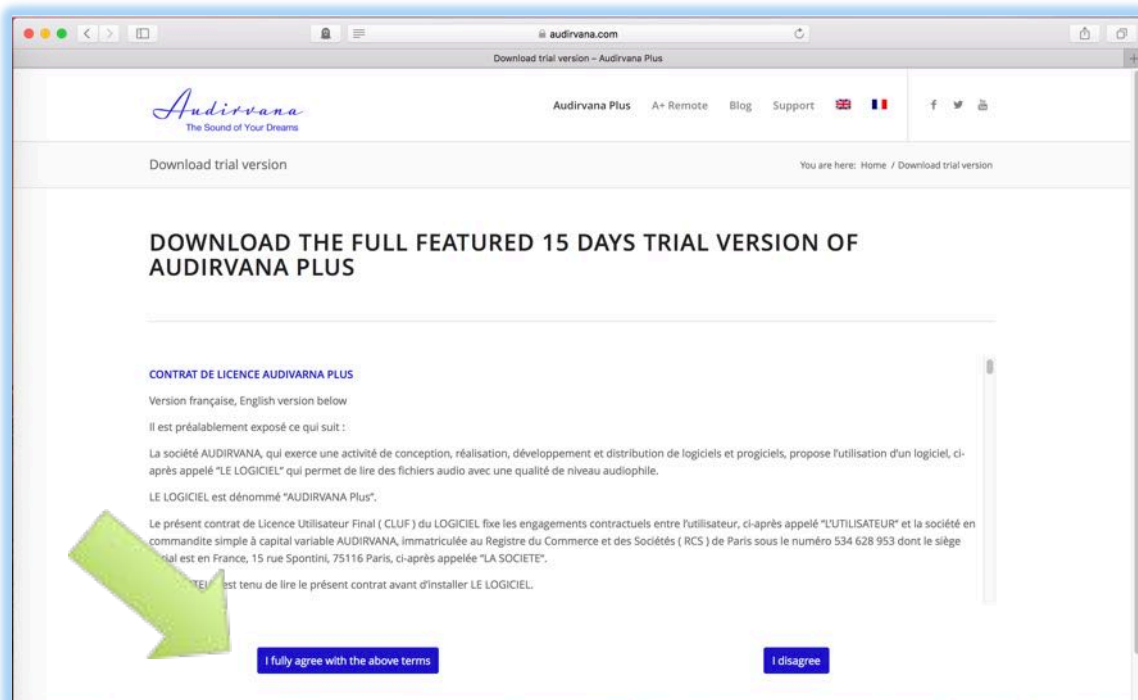 audirvana.com
Download trial version – Audirvana Plus
Audirvana
The Sound of Your Dreams
Audirvana Plus A+ Remote Blog Support
Download trial version
You are here: Home / Download trial version
DOWNLOAD THE FULL FEATURED 15 DAYS TRIAL VERSION OF
AUDIRVANA PLUS
CONTRAT DE LICENCE AUDIVARNA PLUS
Version française, English version below
Il est préalablement exposé ce qui suit :
La société AUDIRVANA, qui exerce une activité de conception, réalisation, développement et distribution de logiciels et progiciels, propose l'utilisation d'un logiciel, ci-
après appelé "LE LOGICIEL" qui permet de lire des fichiers audio avec une qualité de niveau audiophile.
LE LOGICIEL est dénommé "AUDIRVANA Plus".
Le présent contrat de Licence Utilisateur Final ( CLUF ) du LOGICIEL fixe les engagements contractuels entre l'utilisateur, ci-après appelé "L'UTILISATEUR" et la société en
commandite simple à capital variable AUDIRVANA, immatriculée au Registre du Commerce et des Sociétés ( RCS ) de Paris sous le numéro 534 628 953 dont le siège
est en France, 15 rue Spontini, 75116 Paris, ci-après appelée "LA SOCIETE".
est tenu de lire le présent contrat avant d'installer LE LOGICIEL.
I fully agree with the above terms
I disagree